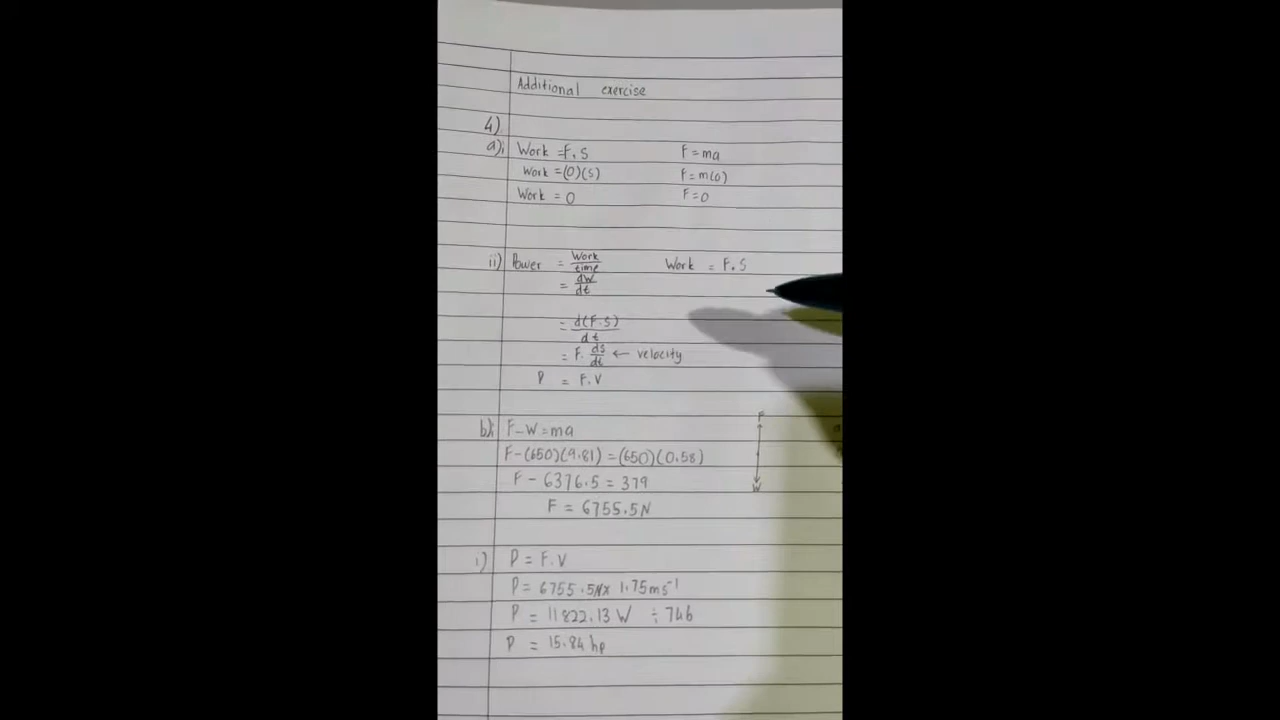 Additional exercise
4)
a)i Work = F.S F = ma
Work = (0)(s) F = m(0)
Work = 0 F = 0
ii) Power = Work/time Work = F.S
= dW/dt
= d(F.S)/dt
= F. ds/dt ← velocity
P = F.V
F
b)i F-W = ma
F-(650)(9.81) = (650)(0.58)
F - 6376.5 = 379
W
F = 6755.5N
i) P = F.V
P = 6755.5N x 1.75ms⁻¹
P = 11822.13 W ÷ 746
P = 15.84 hp